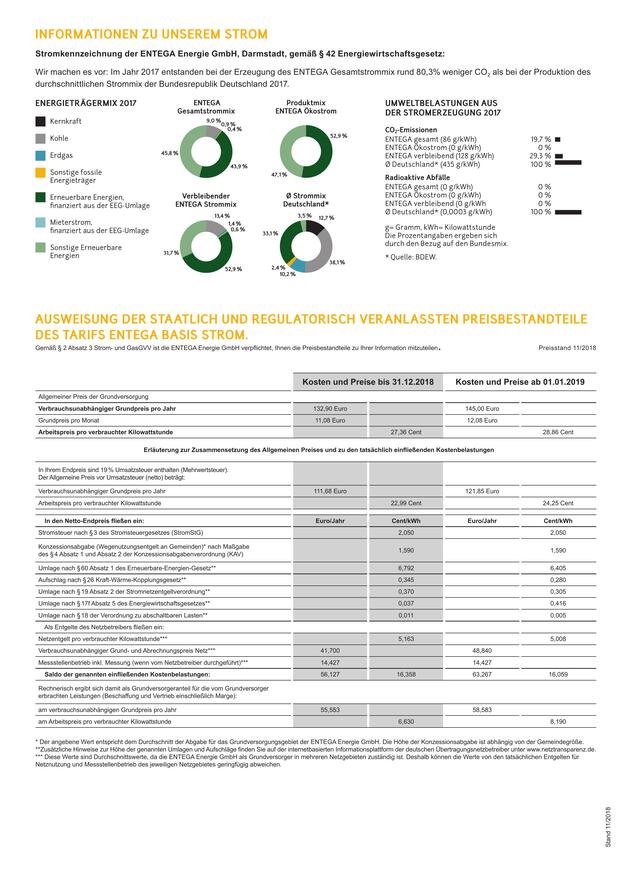 INFORMATIONEN ZU UNSEREM STROM
Stromkennzeichnung der ENTEGA Energie GmbH, Darmstadt, gemäß § 42 Energiewirtschaftsgesetz:
Wir machen es vor: Im Jahr 2017 entstanden bei der Erzeugung des ENTEGA Gesamtstrommix rund 80,3% weniger CO₂ als bei der Produktion des
durchschnittlichen Strommix der Bundesrepublik Deutschland 2017.
ENERGIETRÄGERMIX 2017
Kernkraft
Kohle
Erdgas
Sonstige fossile
Energieträger
Erneuerbare Energien,
finanziert aus der EEG-Umlage
Mieterstrom,
finanziert aus der EEG-Umlage
Sonstige Erneuerbare
Energien
ENTEGA
Gesamtstrommix
9,0 %
0,9 %
0,4 %
45,8 %
43,9 %
Produktmix
ENTEGA Ökostrom
52,9 %
47,1 %
Verbleibender
ENTEGA Strommix
13,4 %
1,4 %
0,6 %
31,7 %
52,9 %
Ø Strommix
Deutschland*
3,5 %
12,7 %
33,1 %
38,1 %
2,4 %
10,2 %
UMWELTBELASTUNGEN AUS
DER STROMERZEUGUNG 2017
CO₂-Emissionen
ENTEGA gesamt (86 g/kWh) 19,7 %
ENTEGA Ökostrom (0 g/kWh) 0 %
ENTEGA verbleibend (128 g/kWh) 29,3 %
Ø Deutschland* (435 g/kWh) 100 %
Radioaktive Abfälle
ENTEGA gesamt (0 g/kWh) 0 %
ENTEGA Ökostrom (0 g/kWh) 0 %
ENTEGA verbleibend (0 g/kWh 0 %
Ø Deutschland* (0,0003 g/kWh) 100 %
g= Gramm, kWh= Kilowattstunde
Die Prozentangaben ergeben sich
durch den Bezug auf den Bundesmix.
* Quelle: BDEW.
AUSWEISUNG DER STAATLICH UND REGULATORISCH VERANLASSTEN PREISBESTANDTEILE
DES TARIFS ENTEGA BASIS STROM.
Gemäß § 2 Absatz 3 Strom- und GasGVV ist die ENTEGA Energie GmbH verpflichtet, Ihnen die Preisbestandteile zu Ihrer Information mitzuteilen. Preisstand 11/2018
Kosten und Preise bis 31.12.2018 Kosten und Preise ab 01.01.2019
Allgemeiner Preis der Grundversorgung
Verbrauchsunabhängiger Grundpreis pro Jahr 132,90 Euro 145,00 Euro
Grundpreis pro Monat 11,08 Euro 12,08 Euro
Arbeitspreis pro verbrauchter Kilowattstunde 27,36 Cent 28,86 Cent
Erläuterung zur Zusammensetzung des Allgemeinen Preises und zu den tatsächlich einfließenden Kostenbelastungen
In Ihrem Endpreis sind 19% Umsatzsteuer enthalten (Mehrwertsteuer).
Der Allgemeine Preis vor Umsatzsteuer (netto) beträgt:
Verbrauchsunabhängiger Grundpreis pro Jahr 111,68 Euro 121,85 Euro
Arbeitspreis pro verbrauchter Kilowattstunde 22,99 Cent 24,25 Cent
In den Netto-Endpreis fließen ein: Euro/Jahr Cent/kWh Euro/Jahr Cent/kWh
Stromsteuer nach §3 des Stromsteuergesetzes (StromStG) 2,050 2,050
Konzessionsabgabe (Wegenutzungsentgelt an Gemeinden)* nach Maßgabe
des §4 Absatz 1 und Absatz 2 der Konzessionsabgabenverordnung (KAV) 1,590 1,590
Umlage nach §60 Absatz 1 des Erneuerbare-Energien-Gesetz** 6,792 6,405
Aufschlag nach §26 Kraft-Wärme-Kopplungsgesetz** 0,345 0,280
Umlage nach §19 Absatz 2 der Stromnetzentgeltverordnung** 0,370 0,305
Umlage nach §17f Absatz 5 des Energiewirtschaftsgesetzes** 0,037 0,416
Umlage nach §18 der Verordnung zu abschaltbaren Lasten** 0,011 0,005
Als Entgelte des Netzbetreibers fließen ein:
Netzentgelt pro verbrauchter Kilowattstunde*** 5,163 5,008
Verbrauchsunabhängiger Grund- und Abrechnungspreis Netz*** 41,700 48,840
Messstellenbetrieb inkl. Messung (wenn vom Netzbetreiber durchgeführt)*** 14,427 14,427
Saldo der genannten einfließenden Kostenbelastungen: 56,127 16,358 63,267 16,059
Rechnerisch ergibt sich damit als Grundversorgeranteil für die vom Grundversorger
erbrachten Leistungen (Beschaffung und Vertrieb einschließlich Marge):
am verbrauchsunabhängigen Grundpreis pro Jahr 55,553 58,583
am Arbeitspreis pro verbrauchter Kilowattstunde 6,630 8,190
* Der angebene Wert entspricht dem Durchschnitt der Abgabe für das Grundversorgungsgebiet der ENTEGA Energie GmbH. Die Höhe der Konzessionsabgabe ist abhängig von der Gemeindegröße.
**Zusätzliche Hinweise zur Höhe der genannten Umlagen und Aufschläge finden Sie auf der internetbasierten Informationsplattform der deutschen Übertragungsnetzbetreiber unter www.netztransparenz.de.
*** Diese Werte sind Durchschnittswerte, da die ENTEGA Energie GmbH als Grundversorger in mehreren Netzgebieten zuständig ist. Deshalb können die Werte von den tatsächlichen Entgelten für
Netznutzung und Messstellenbetrieb des jeweiligen Netzgebietes geringfügig abweichen.
Stand 11/2018